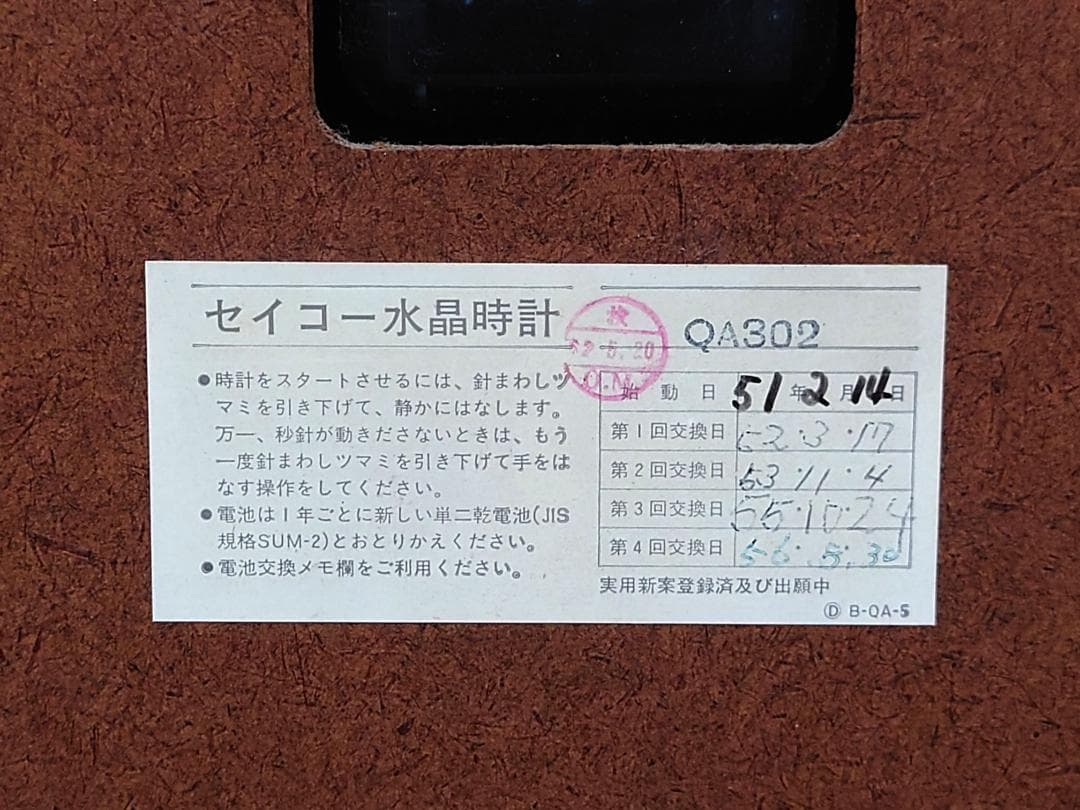 セイコー水晶時計
検
QA302
●時計をスタートさせるには、針まわしツ
マミを引き下げて、静かにはなします。
万一、秒針が動きださないときは、もう
一度針まわしツマミを引き下げて手をは
なす操作をしてください。
●電池は1年ごとに新しい単二乾電池(JIS
規格SUM-2)とおとりかえください。
●電池交換メモ欄をご利用ください。
始動日 51年2月14日
第1回交換日 52・3・17
第2回交換日 53・11・4
第3回交換日 55・10・24
第4回交換日 56・5・30
実用新案登録済及び出願中
Ⓓ B-QA-5